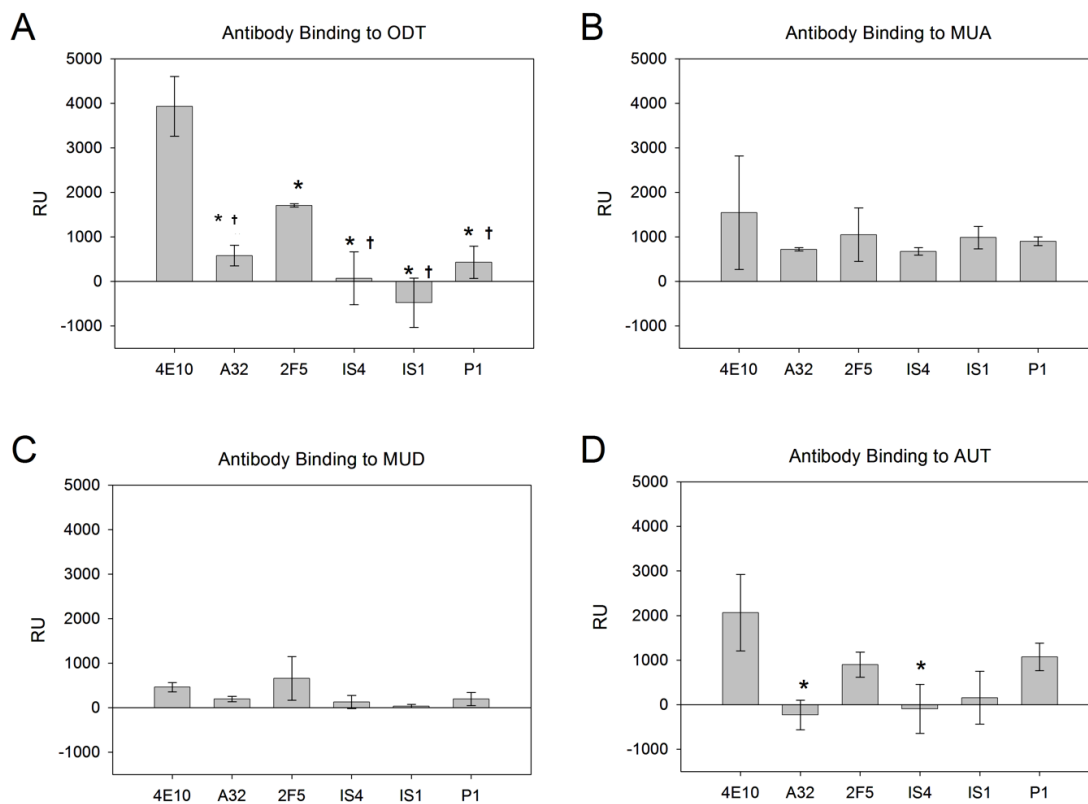 A
Antibody Binding to ODT
5000
4000
3000
2000
1000
0
-1000
RU
* †
*
* †
* †
* †
4E10 A32 2F5 IS4 IS1 P1
B
Antibody Binding to MUA
5000
4000
3000
2000
1000
0
-1000
RU
4E10 A32 2F5 IS4 IS1 P1
C
Antibody Binding to MUD
5000
4000
3000
2000
1000
0
-1000
RU
4E10 A32 2F5 IS4 IS1 P1
D
Antibody Binding to AUT
5000
4000
3000
2000
1000
0
-1000
RU
*
*
4E10 A32 2F5 IS4 IS1 P1